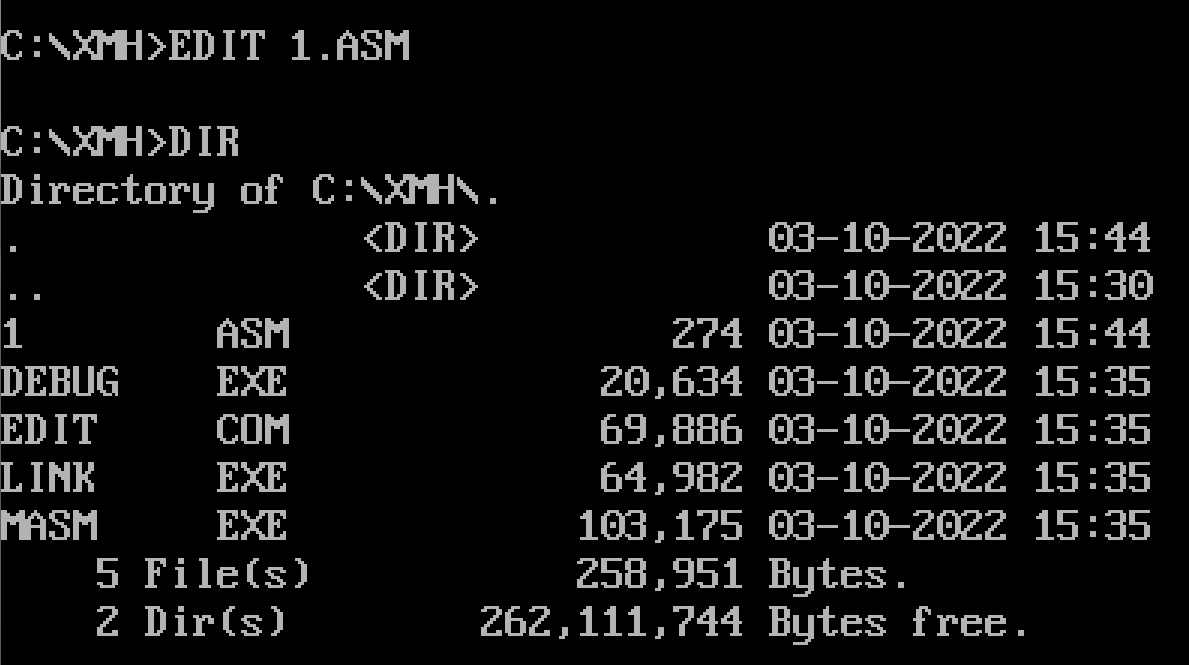 C:\XMH>EDIT 1.ASM
C:\XMH>DIR
Directory of C:\XMH\.
. <DIR> 03-10-2022 15:44
.. <DIR> 03-10-2022 15:30
1 ASM 274 03-10-2022 15:44
DEBUG EXE 20,634 03-10-2022 15:35
EDIT COM 69,886 03-10-2022 15:35
LINK EXE 64,982 03-10-2022 15:35
MASM EXE 103,175 03-10-2022 15:35
5 File(s) 258,951 Bytes.
2 Dir(s) 262,111,744 Bytes free.